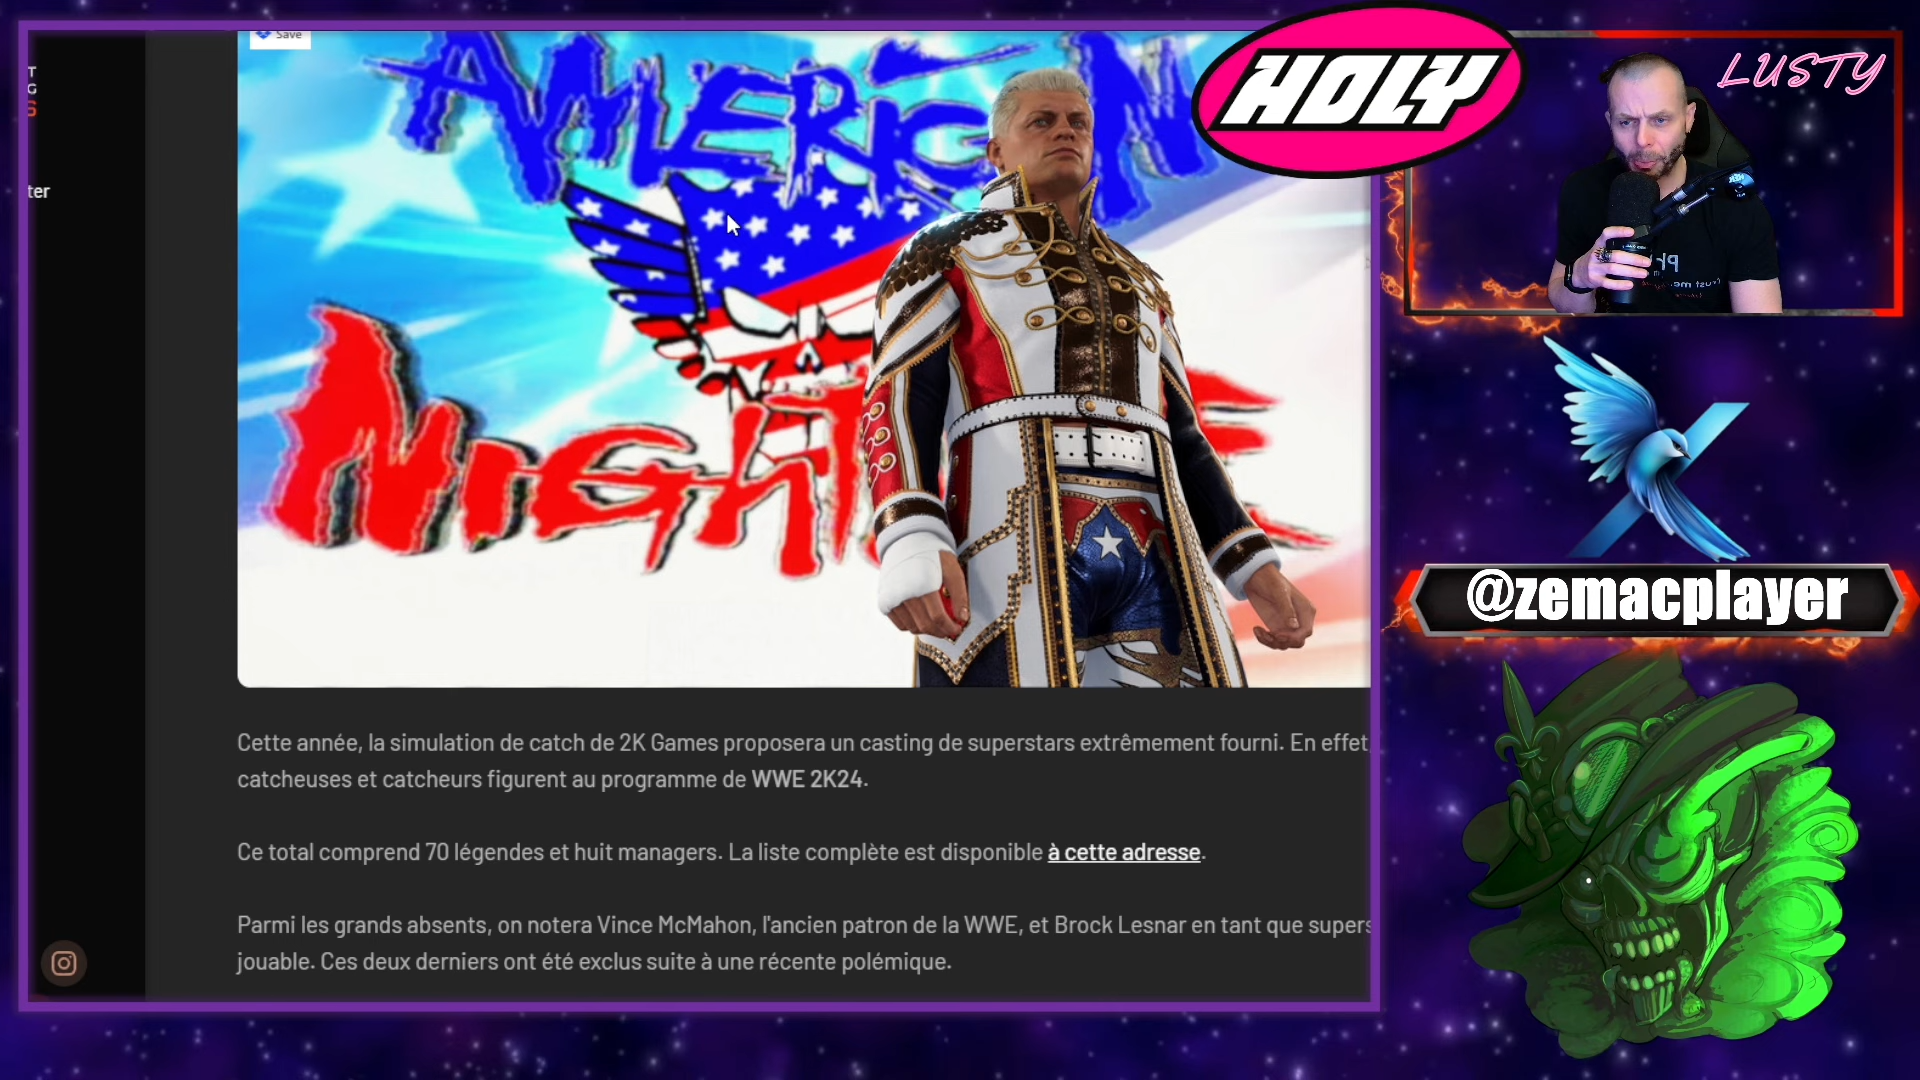 Save
AMERICAN
HOLY
LUSTY
T
G
S
ter
NIGHT
@zemacplayer
Cette année, la simulation de catch de 2K Games proposera un casting de superstars extrêmement fourni. En effet,
catcheuses et catcheurs figurent au programme de WWE 2K24.
Ce total comprend 70 légendes et huit managers. La liste complète est disponible à cette adresse.
Parmi les grands absents, on notera Vince McMahon, l'ancien patron de la WWE, et Brock Lesnar en tant que supers
jouable. Ces deux derniers ont été exclus suite à une récente polémique.